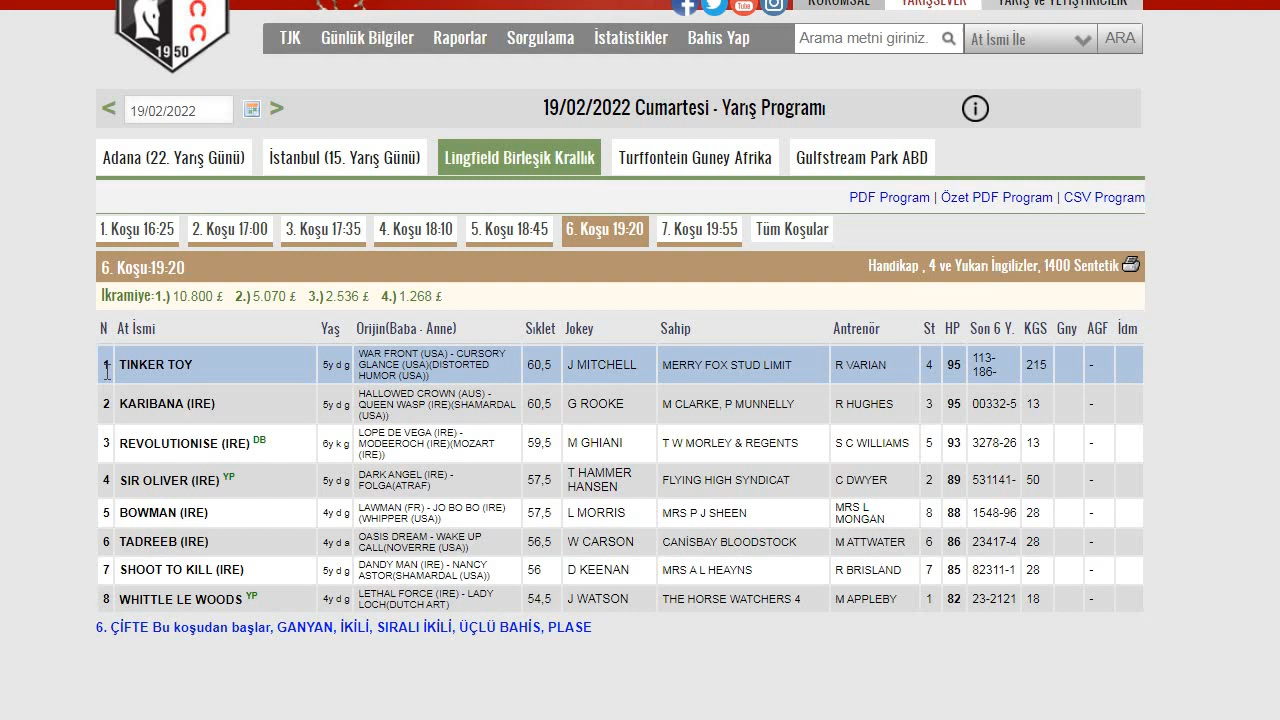 KURUMSAL YARIŞSEVER YARIŞ ve YETİŞTİRİCİLİK
C
C
1950
You Tube
TJK Günlük Bilgiler Raporlar Sorgulama İstatistikler Bahis Yap Arama metni giriniz. At İsmi İle ARA
< 19/02/2022 > 19/02/2022 Cumartesi - Yarış Programı i
Adana (22. Yarış Günü) İstanbul (15. Yarış Günü) Lingfield Birleşik Krallık Turffontein Guney Afrika Gulfstream Park ABD
PDF Program | Özet PDF Program | CSV Program
1. Koşu 16:25 2. Koşu 17:00 3. Koşu 17:35 4. Koşu 18:10 5. Koşu 18:45 6. Koşu 19:20 7. Koşu 19:55 Tüm Koşular
6. Koşu:19:20 Handikap , 4 ve Yukarı İngilizler, 1400 Sentetik
İkramiye:1.) 10.800 £ 2.) 5.070 £ 3.) 2.536 £ 4.) 1.268 £
N At İsmi Yaş Orijin(Baba - Anne) Sıklet Jokey Sahip Antrenör St HP Son 6 Y. KGS Gny AGF İdm
1 TINKER TOY 5y d g WAR FRONT (USA) - CURSORY GLANCE (USA)(DISTORTED HUMOR (USA)) 60,5 J MITCHELL MERRY FOX STUD LIMIT R VARIAN 4 95 113-186- 215 -
2 KARIBANA (IRE) 5y d g HALLOWED CROWN (AUS) - QUEEN WASP (IRE)(SHAMARDAL (USA)) 60,5 G ROOKE M CLARKE, P MUNNELLY R HUGHES 3 95 00332-5 13 -
3 REVOLUTIONISE (IRE) DB 6y k g LOPE DE VEGA (IRE) - MODEEROCH (IRE)(MOZART (IRE)) 59,5 M GHIANI T W MORLEY & REGENTS S C WILLIAMS 5 93 3278-26 13 -
4 SIR OLIVER (IRE) YP 5y d g DARK ANGEL (IRE) - FOLGA(ATRAF) 57,5 T HAMMER HANSEN FLYING HIGH SYNDICAT C DWYER 2 89 531141- 50 -
5 BOWMAN (IRE) 4y d g LAWMAN (FR) - JO BO BO (IRE)(WHIPPER (USA)) 57,5 L MORRIS MRS P J SHEEN MRS L MONGAN 8 88 1548-96 28 -
6 TADREEB (IRE) 4y d a OASIS DREAM - WAKE UP CALL(NOVERRE (USA)) 56,5 W CARSON CANİSBAY BLOODSTOCK M ATTWATER 6 86 23417-4 28 -
7 SHOOT TO KILL (IRE) 5y d g DANDY MAN (IRE) - NANCY ASTOR(SHAMARDAL (USA)) 56 D KEENAN MRS A L HEAYNS R BRISLAND 7 85 82311-1 28 -
8 WHITTLE LE WOODS YP 4y d g LETHAL FORCE (IRE) - LADY LOCH(DUTCH ART) 54,5 J WATSON THE HORSE WATCHERS 4 M APPLEBY 1 82 23-2121 18 -
6. ÇİFTE Bu koşudan başlar, GANYAN, İKİLİ, SIRALI İKİLİ, ÜÇLÜ BAHİS, PLASE